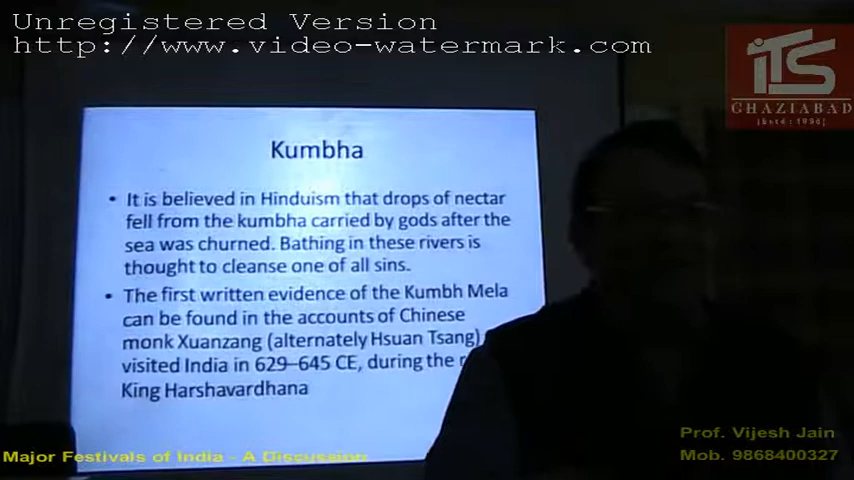 Unregistered Version
http://www.video-watermark.com
iTS
GHAZIABAD
Kumbha
• It is believed in Hinduism that drops of nectar
fell from the kumbha carried by gods after the
sea was churned. Bathing in these rivers is
thought to cleanse one of all sins.
• The first written evidence of the Kumbh Mela
can be found in the accounts of Chinese
monk Xuanzang (alternately Hsuan Tsang)
visited India in 629–645 CE, during the
King Harshavardhana
Major Festivals of India - A Discussion
Prof. Vijesh Jain
Mob. 9868400327